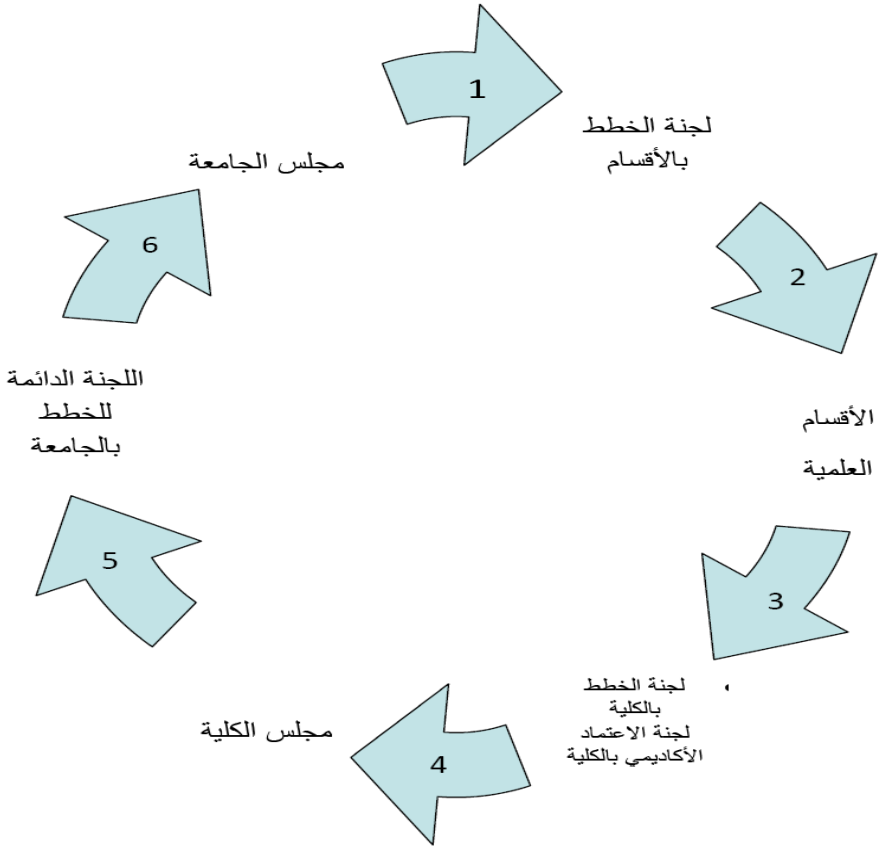 1
لجنة الخطط
بالأقسام
2
الأقسام
العلمية
3
لجنة الخطط
بالكلية
لجنة الاعتماد
الأكاديمي بالكلية
4
مجلس الكلية
5
اللجنة الدائمة
للخطط
بالجامعة
6
مجلس الجامعة